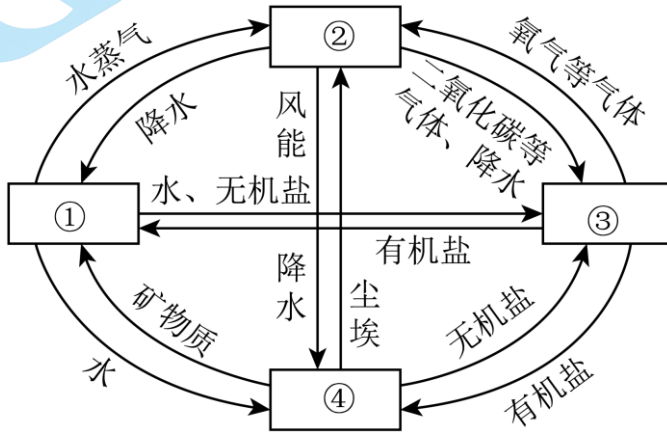 ②
水蒸气
降水
风能
二氧化碳等
气体、降水
氧气等气体
①
水、无机盐
③
有机盐
降水
尘埃
矿物质
水
无机盐
有机盐
④